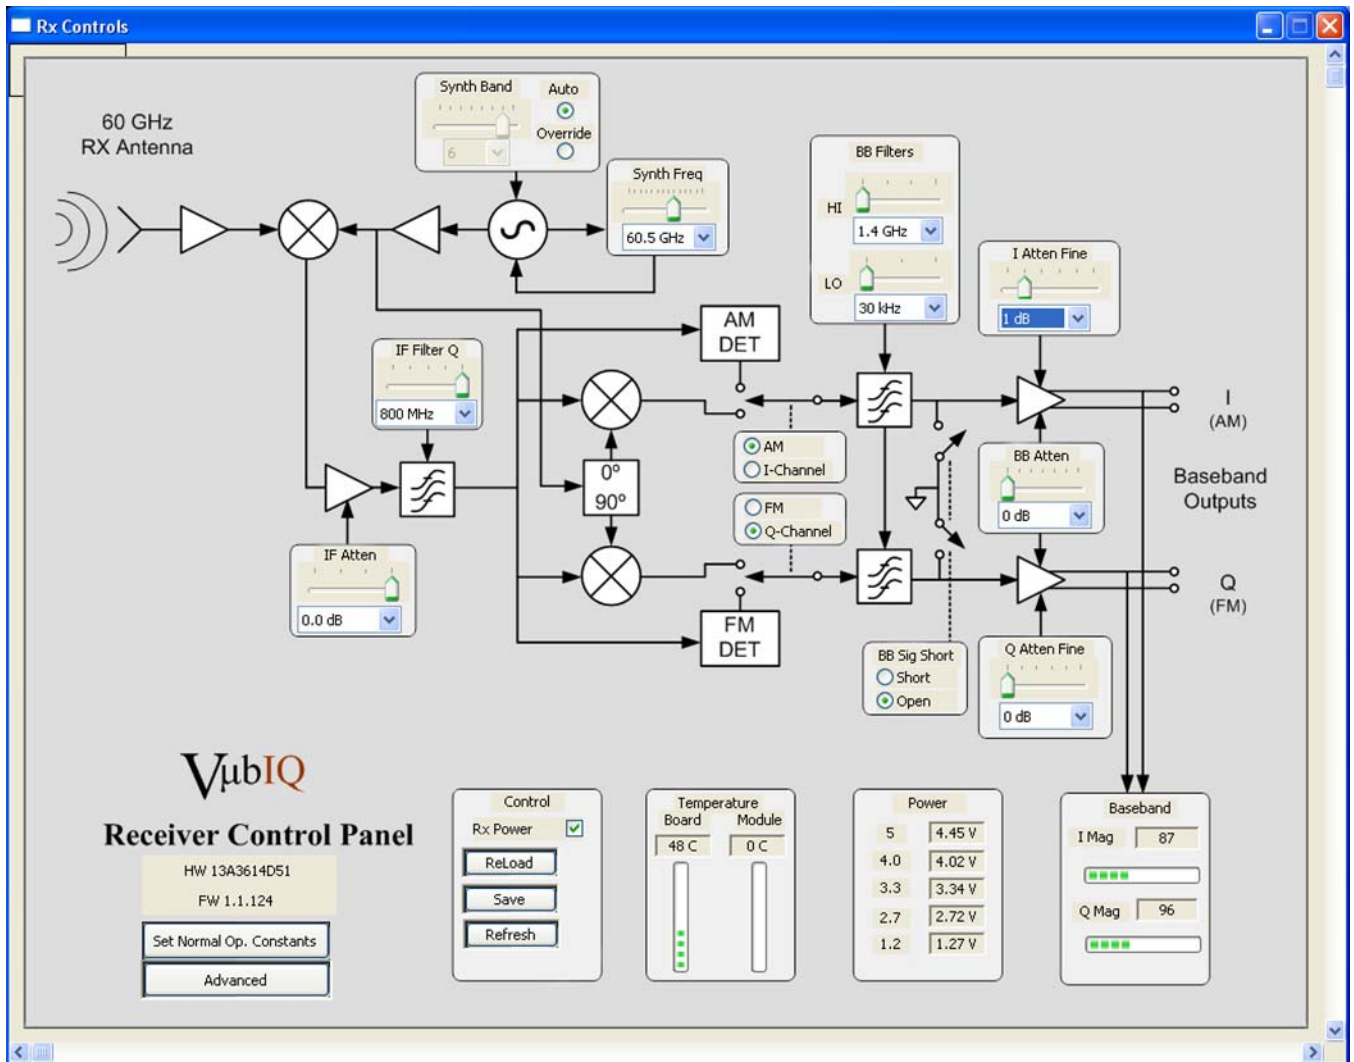 Rx Controls
60 GHz
RX Antenna
Synth Band
Auto
Override
6
Synth Freq
60.5 GHz
BB Filters
HI
1.4 GHz
LO
30 kHz
I Atten Fine
1 dB
AM
DET
IF Filter Q
800 MHz
I
(AM)
AM
I-Channel
0º
90º
BB Atten
0 dB
Baseband
Outputs
FM
Q-Channel
IF Atten
0.0 dB
Q
(FM)
FM
DET
BB Sig Short
Short
Open
Q Atten Fine
0 dB
VµbIQ
Receiver Control Panel
HW 13A3614D51
FW 1.1.124
Set Normal Op. Constants
Advanced
Control
Rx Power
ReLoad
Save
Refresh
Temperature
Board Module
48 C 0 C
Power
5 4.45 V
4.0 4.02 V
3.3 3.34 V
2.7 2.72 V
1.2 1.27 V
Baseband
I Mag 87
Q Mag 96